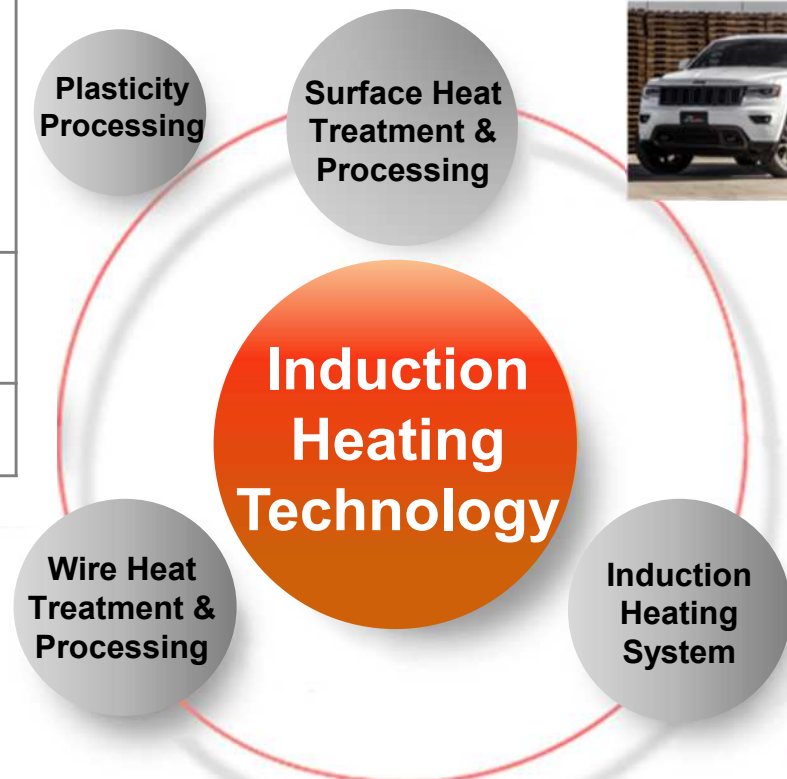 Plasticity
Processing
Surface Heat
Treatment &
Processing
Induction
Heating
Technology
Wire Heat
Treatment &
Processing
Induction
Heating
System